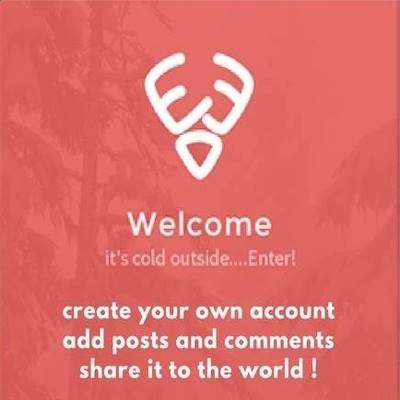 Welcome
it's cold outside....Enter!
create your own account
add posts and comments
share it to the world !